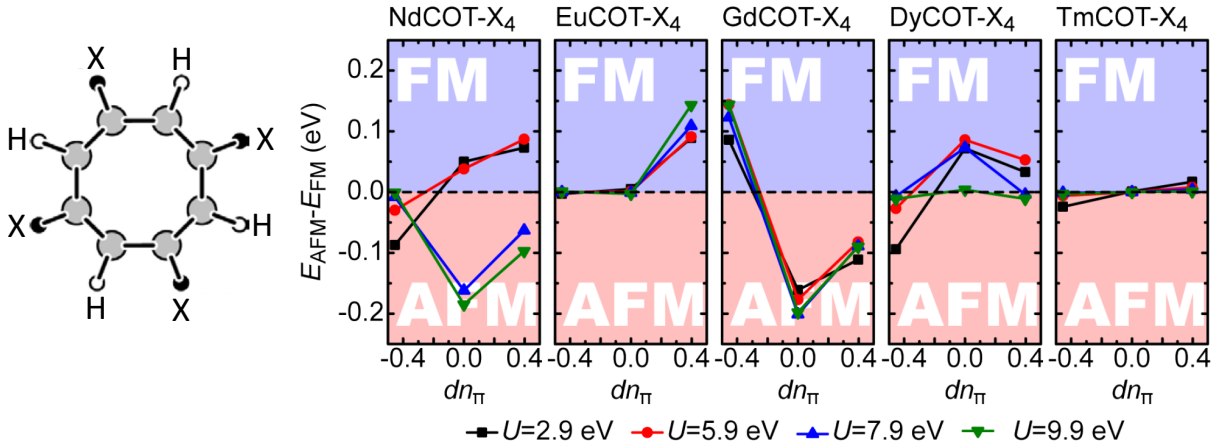 NdCOT-X4 EuCOT-X4 GdCOT-X4 DyCOT-X4 TmCOT-X4
X H
H X
X H
H X
E_AFM-E_FM (eV)
0.2
0.1
0.0
-0.1
-0.2
FM FM FM FM FM
AFM AFM AFM AFM AFM
-0.4 0.0 0.4 -0.4 0.0 0.4 -0.4 0.0 0.4 -0.4 0.0 0.4 -0.4 0.0 0.4
dnπ dnπ dnπ dnπ dnπ
U=2.9 eV U=5.9 eV U=7.9 eV U=9.9 eV